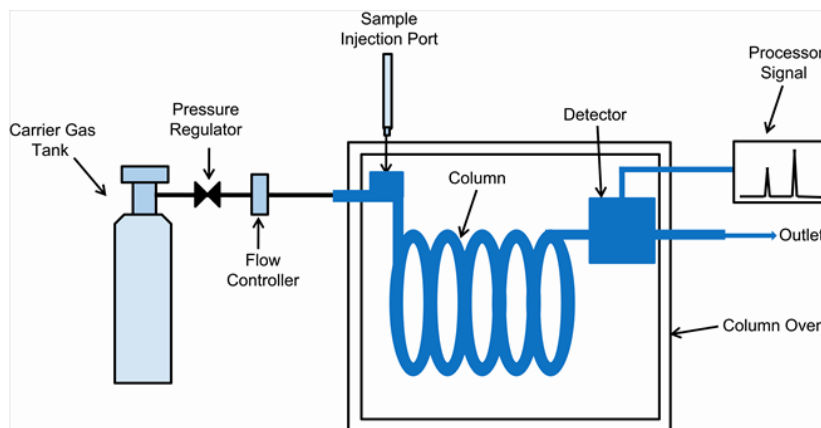 Sample
Injection Port
Processor
Signal
Pressure
Regulator
Detector
Carrier Gas
Tank
Column
Outlet
Flow
Controller
Column Oven